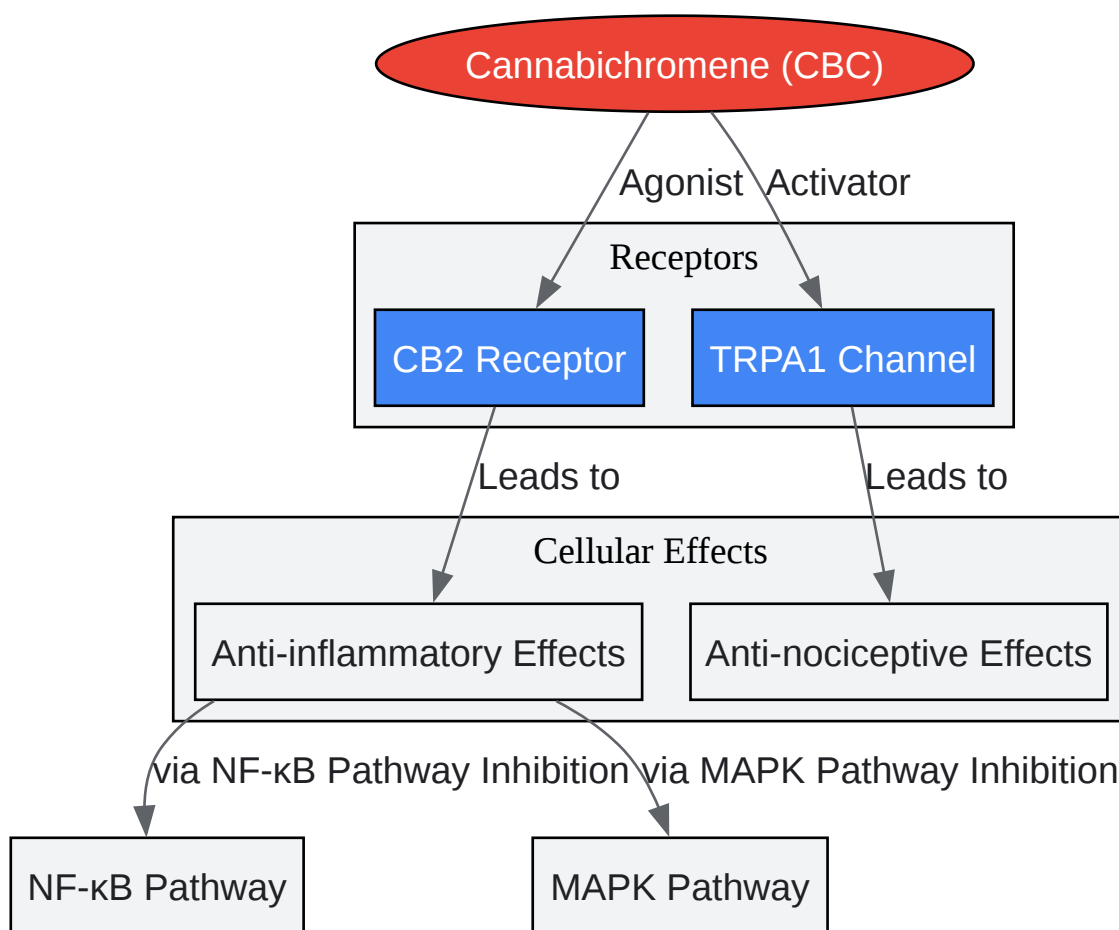 Cannabichromene (CBC)
Agonist
Activator
Receptors
CB2 Receptor
TRPA1 Channel
Leads to
Leads to
Cellular Effects
Anti-inflammatory Effects
Anti-nociceptive Effects
via NF-κB Pathway Inhibition
via MAPK Pathway Inhibition
NF-κB Pathway
MAPK Pathway